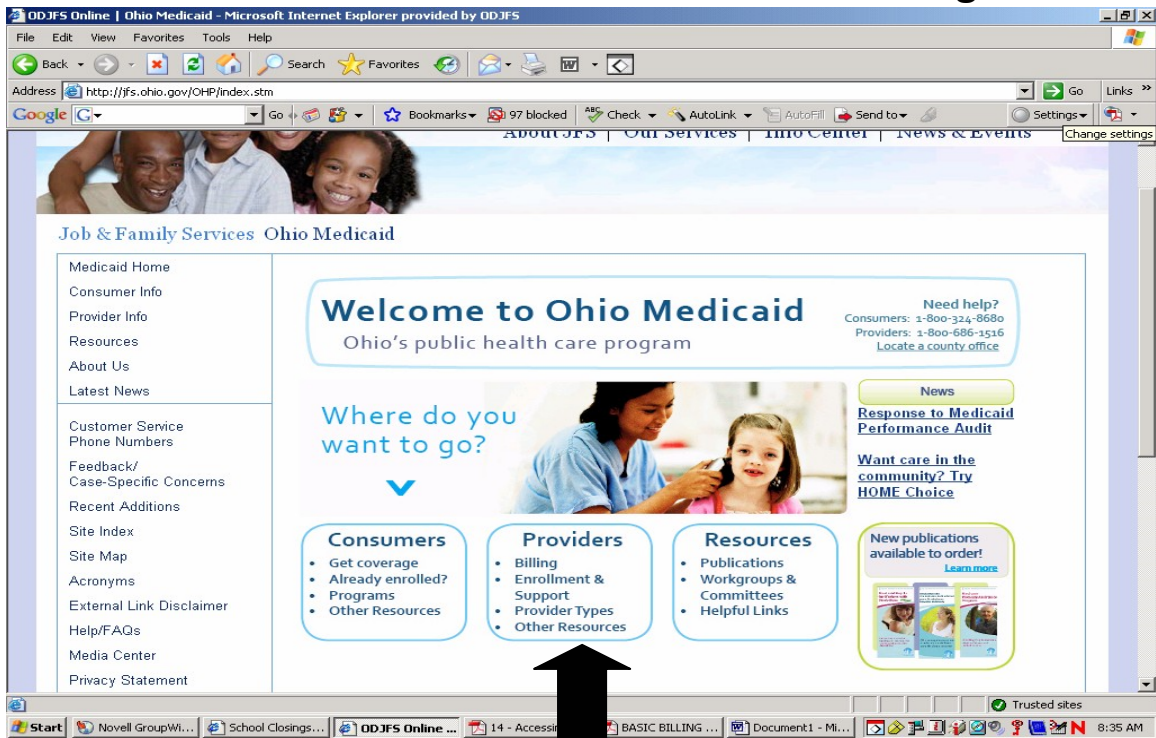 ODJFS Online | Ohio Medicaid - Microsoft Internet Explorer provided by ODJFS
File Edit View Favorites Tools Help
Back Search Favorites
Address http://jfs.ohio.gov/OHP/index.stm Go Links »
Google G Go Bookmarks 97 blocked ABC Check AutoLink AutoFill Send to Settings
Change settings
About JFS | Our Services | Info Center | News & Events
Job & Family Services Ohio Medicaid
Medicaid Home
Consumer Info
Provider Info
Resources
About Us
Latest News
Customer Service
Phone Numbers
Feedback/
Case-Specific Concerns
Recent Additions
Site Index
Site Map
Acronyms
External Link Disclaimer
Help/FAQs
Media Center
Privacy Statement
Welcome to Ohio Medicaid
Ohio's public health care program
Need help?
Consumers: 1-800-324-8680
Providers: 1-800-686-1516
Locate a county office
Where do you
want to go?
News
Response to Medicaid
Performance Audit
Want care in the
community? Try
HOME Choice
Consumers
• Get coverage
• Already enrolled?
• Programs
• Other Resources
Providers
• Billing
• Enrollment &
Support
• Provider Types
• Other Resources
Resources
• Publications
• Workgroups &
Committees
• Helpful Links
New publications
available to order!
Learn more
Trusted sites
Start Novell GroupWi... School Closings... ODJFS Online ... 14 - Accessin BASIC BILLING ... Document1 - Mi... 8:35 AM